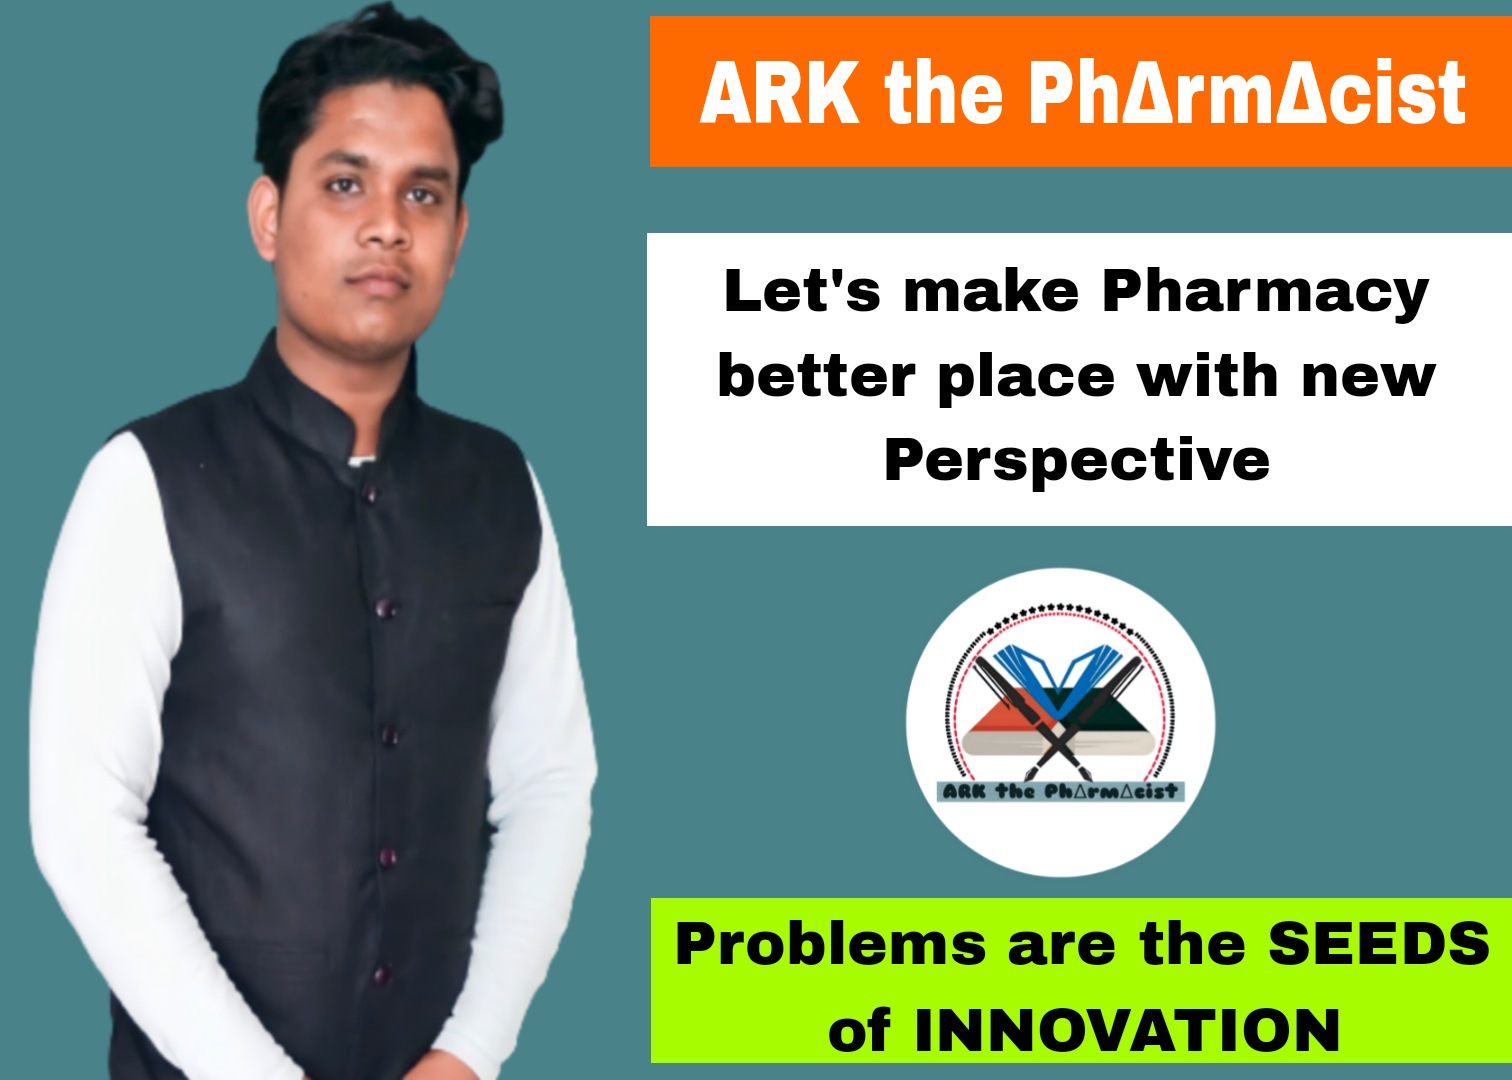 ARK the PhΔrmΔcist
Let's make Pharmacy
better place with new
Perspective
ARK the PhΔrmΔcist
Problems are the SEEDS
of INNOVATION